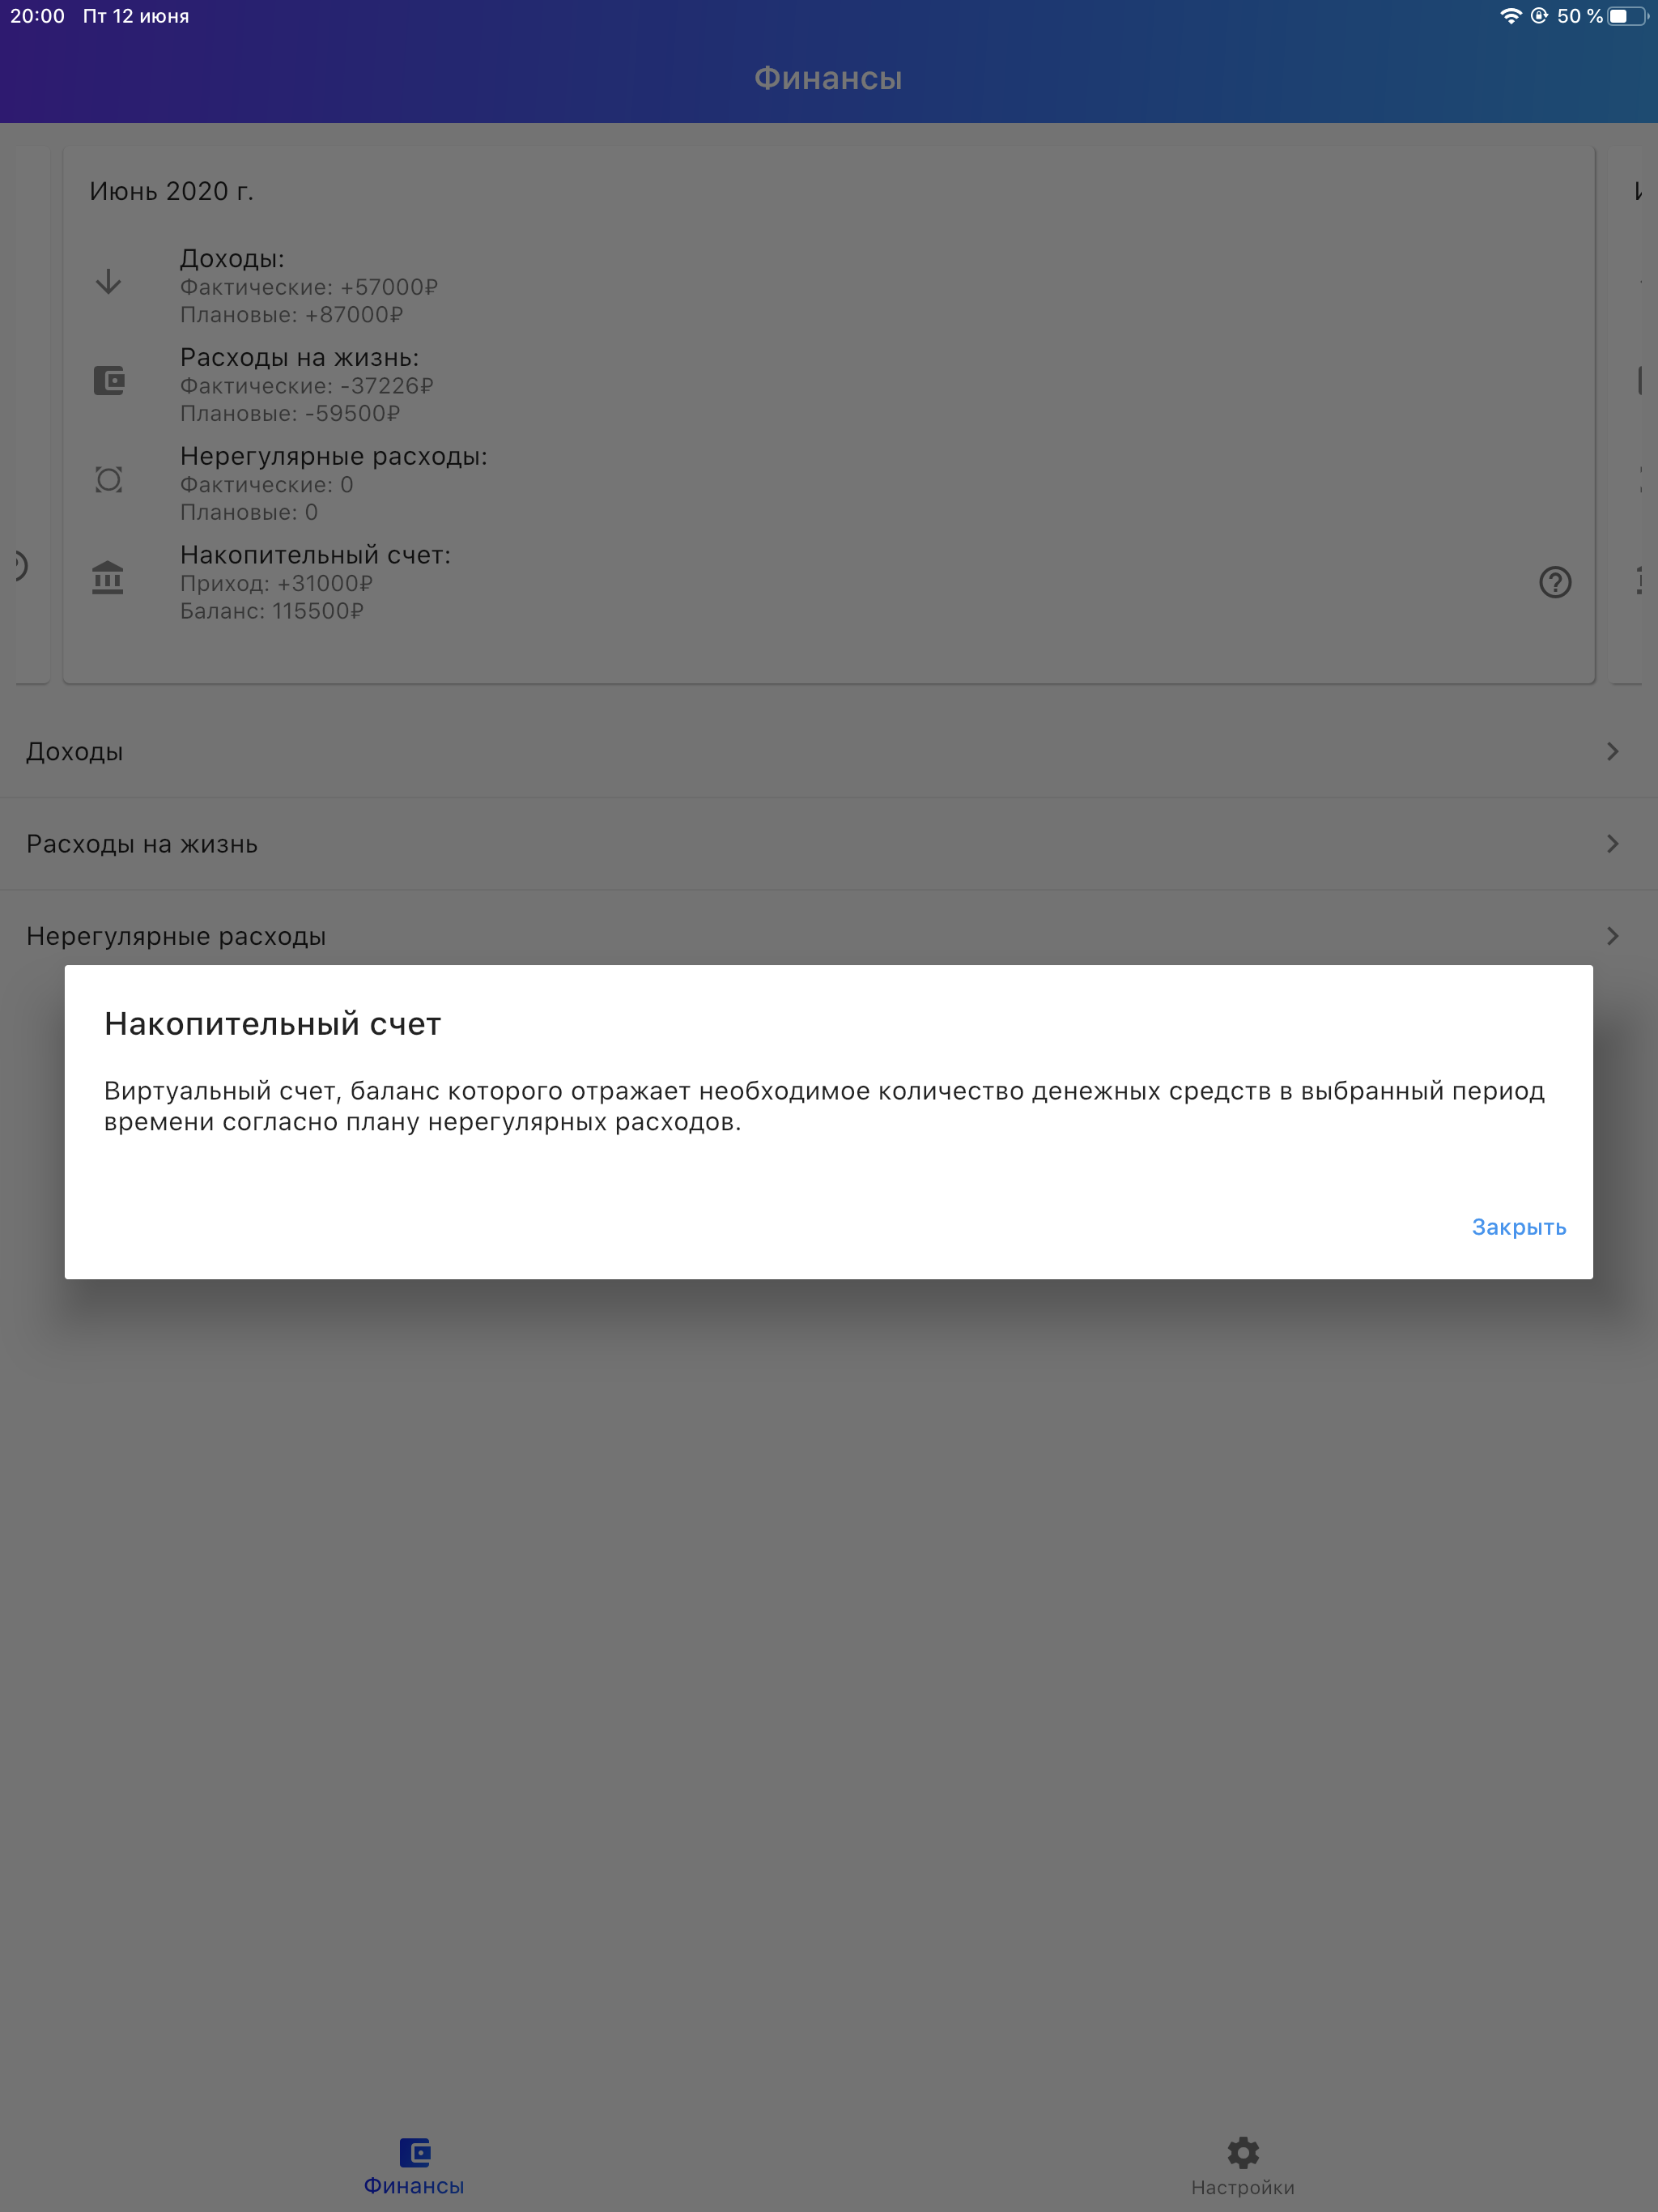 20:00 Пт 12 июня 50 %
Финансы
Июнь 2020 г.
Доходы:
Фактические: +57000₽
Плановые: +87000₽
Расходы на жизнь:
Фактические: -37226₽
Плановые: -59500₽
Нерегулярные расходы:
Фактические: 0
Плановые: 0
Накопительный счет:
Приход: +31000₽
Баланс: 115500₽
Доходы
Расходы на жизнь
Нерегулярные расходы
Накопительный счет
Виртуальный счет, баланс которого отражает необходимое количество денежных средств в выбранный период
времени согласно плану нерегулярных расходов.
Закрыть
Финансы
Настройки